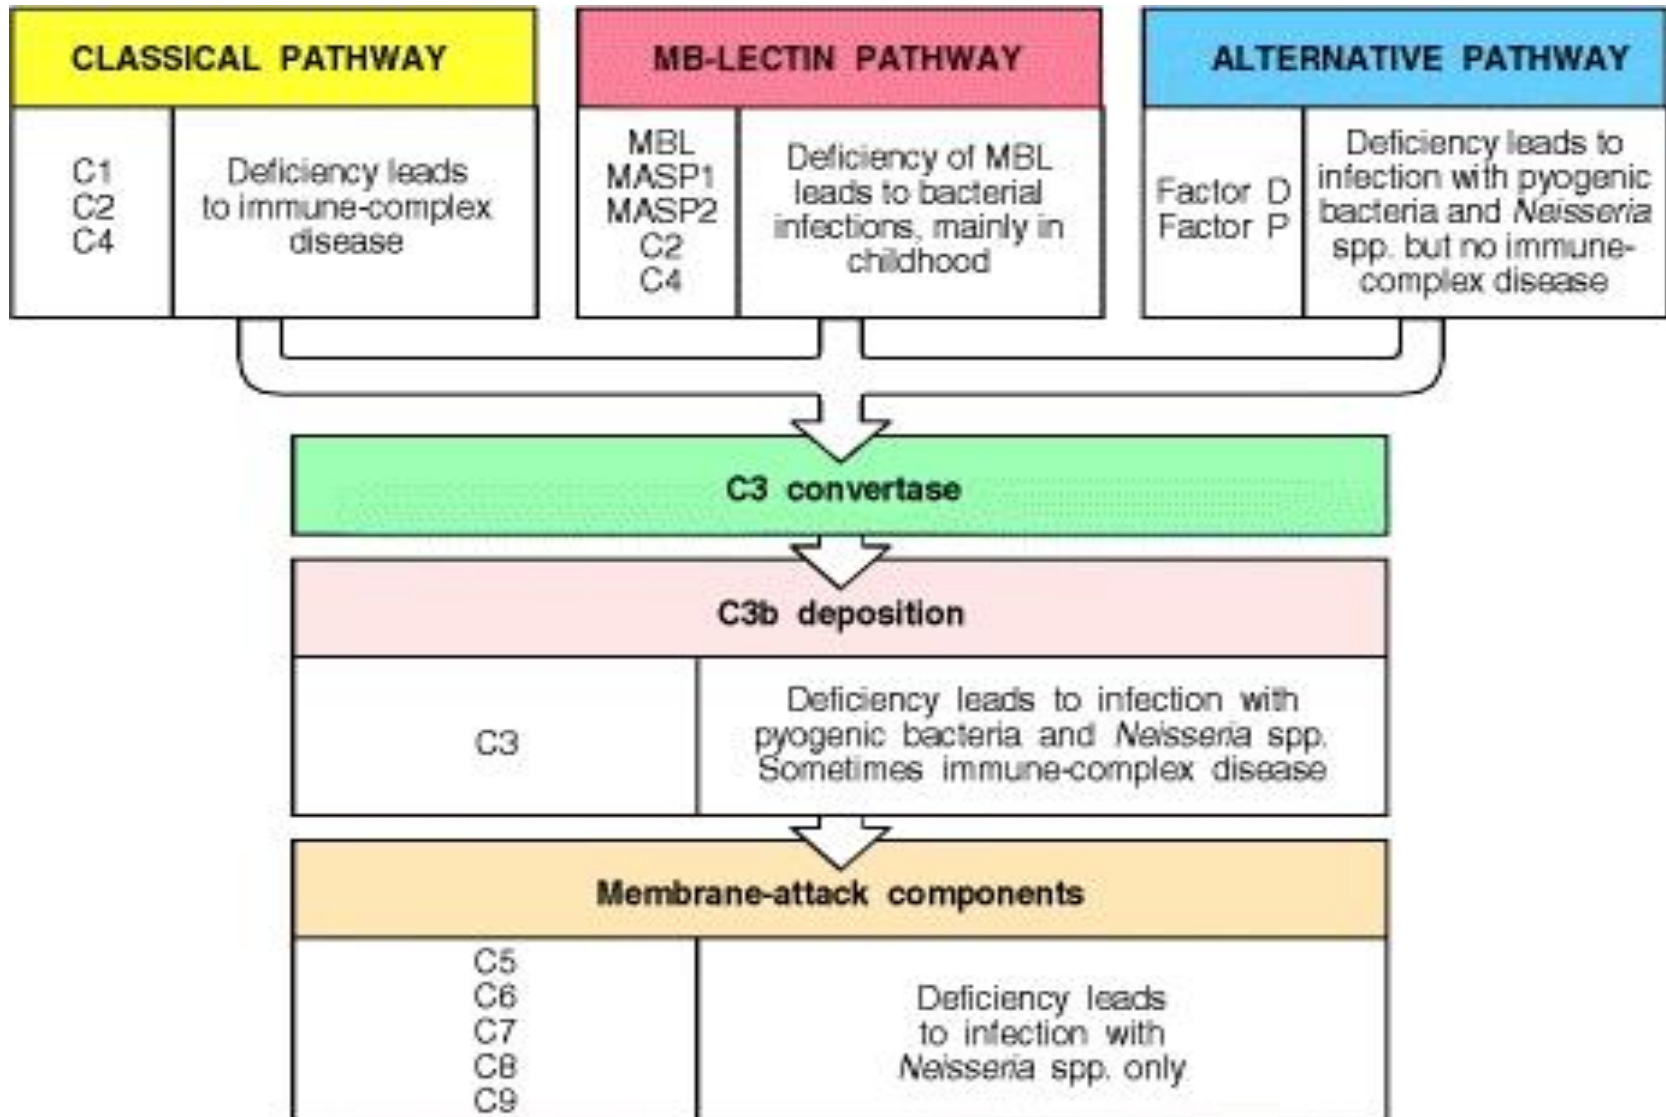 CLASSICAL PATHWAY
C1
C2
C4
Deficiency leads
to immune-complex
disease
MB-LECTIN PATHWAY
MBL
MASP1
MASP2
C2
C4
Deficiency of MBL
leads to bacterial
infections, mainly in
childhood
ALTERNATIVE PATHWAY
Factor D
Factor P
Deficiency leads to
infection with pyogenic
bacteria and Neisseria
spp. but no immune-
complex disease
C3 convertase
C3b deposition
C3
Deficiency leads to infection with
pyogenic bacteria and Neisseria spp.
Sometimes immune-complex disease
Membrane-attack components
C5
C6
C7
C8
C9
Deficiency leads
to infection with
Neisseria spp. only